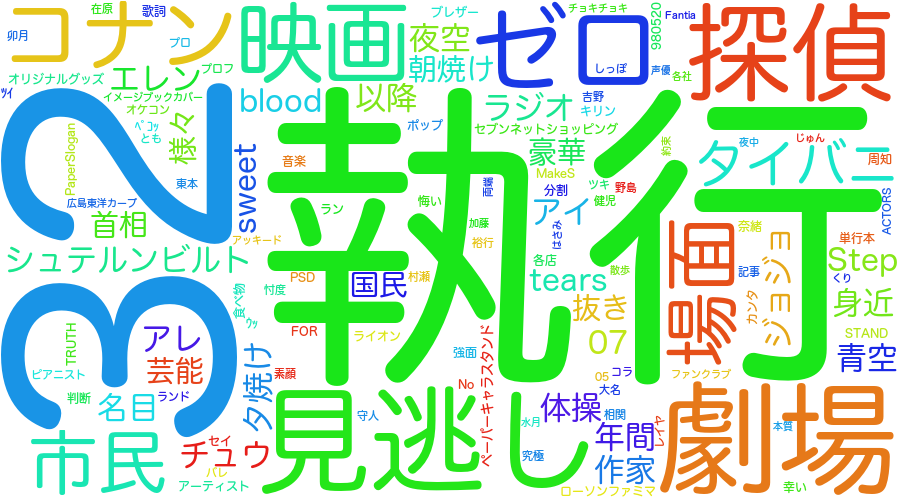 コナン
在原
歌詞
卯月
プロ
オリジナルグッズ
エレン
プロフ
イメージブックカバー
オケコン
ﾂｲ
映画
ブレザー
夜空
朝焼け
ゼロ
チョキチョキ
980520
Fantia
しっぽ
声優
各社
探偵
blood
以降
ラジオ
吉野
キリン
セブンネットショッピング
ポップ
ﾍﾟｺｯ
とも
様々
PaperSlogan
音楽
sweet
豪華
MakeS
約束
夜中
じゅん
タイバニ
周知
32
執行
東本
広島東洋カープ
首相
ラン
悔い
両端
分割
ツキ
野島
健児
アイ
加藤
はさみ
ACTORS
アッキード
シュテルンビルト
裕行
各店
散歩
場面
奈緒
ジョジョ
単行本
Step
PSD
村瀬
国民
忖度
食べ物
ｳｯ
tears
記事
くり
カンタ
身近
TRUTH
アレ
FOR
ライオン
抜き
07
STAND
芸能
夕焼け
強面
ペーパーキャラスタンド
青空
ピアニスト
素顔
No
05
コラ
ファンクラブ
判断
ランド
名目
見逃し
守人
大名
体操
相関
劇場
市民
セイ
チュウ
水月
年間
レイヤ
本質
バレ
アーティスト
究極
作家
ローソンファミマ
幸い